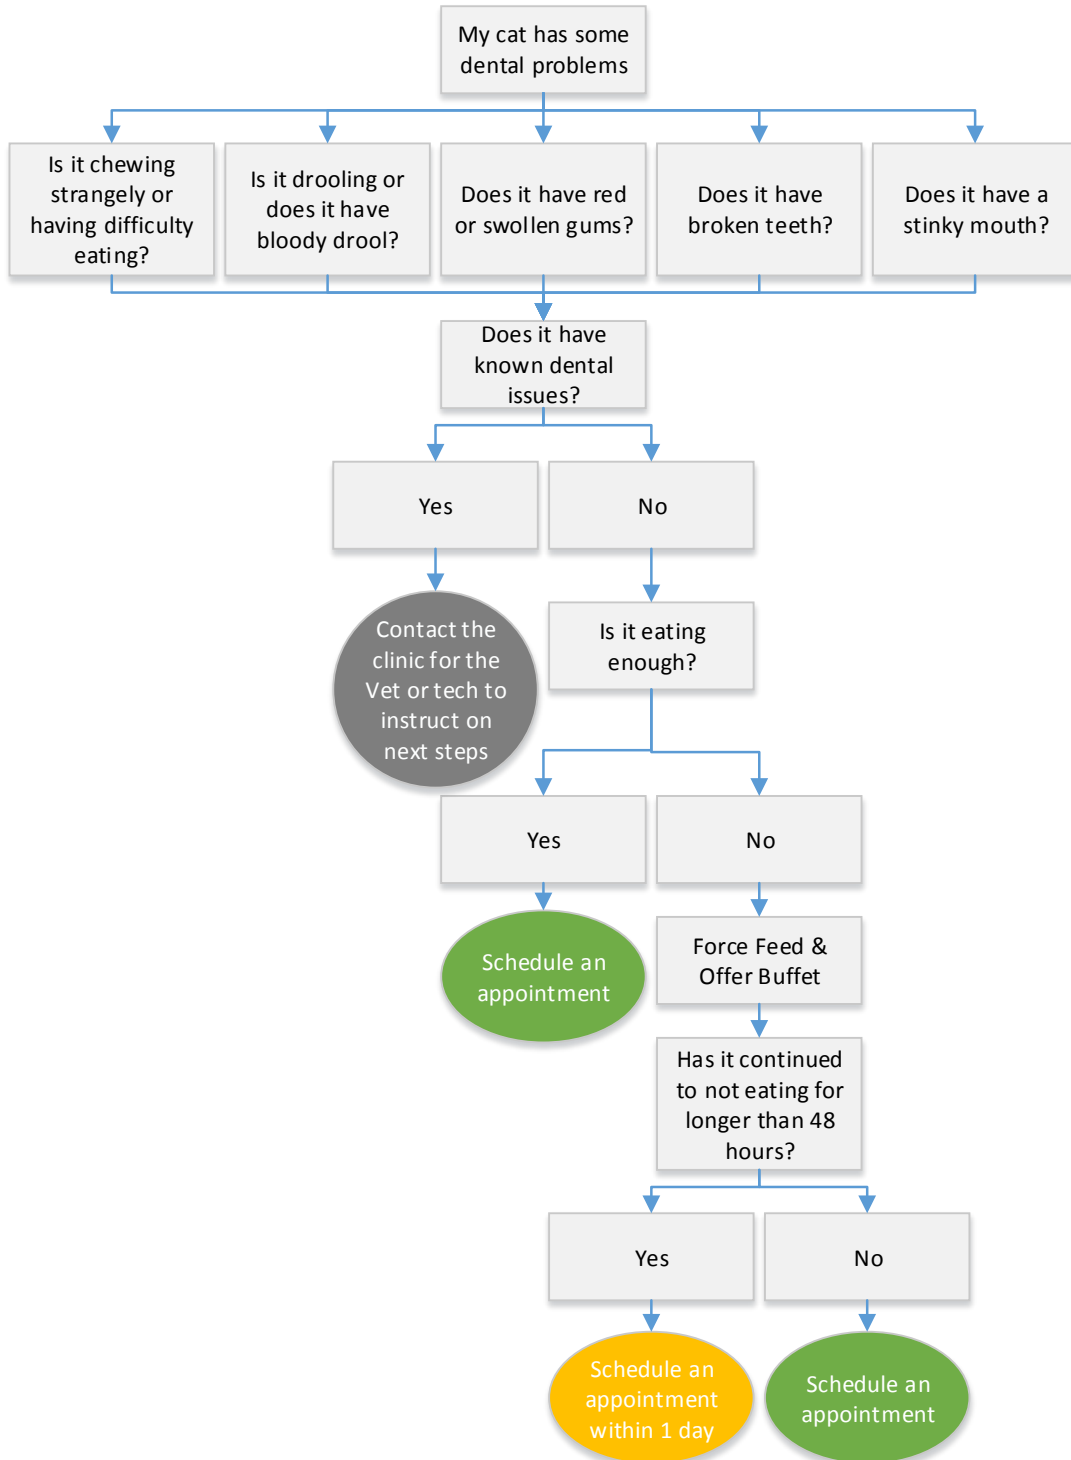 My cat has some
dental problems
Is it chewing
strangely or
having difficulty
eating?
Is it drooling or
does it have
bloody drool?
Does it have red
or swollen gums?
Does it have
broken teeth?
Does it have a
stinky mouth?
Does it have
known dental
issues?
Yes
No
Contact the
clinic for the
Vet or tech to
instruct on
next steps
Is it eating
enough?
Yes
No
Schedule an
appointment
Force Feed &
Offer Buffet
Has it continued
to not eating for
longer than 48
hours?
Yes
No
Schedule an
appointment
within 1 day
Schedule an
appointment